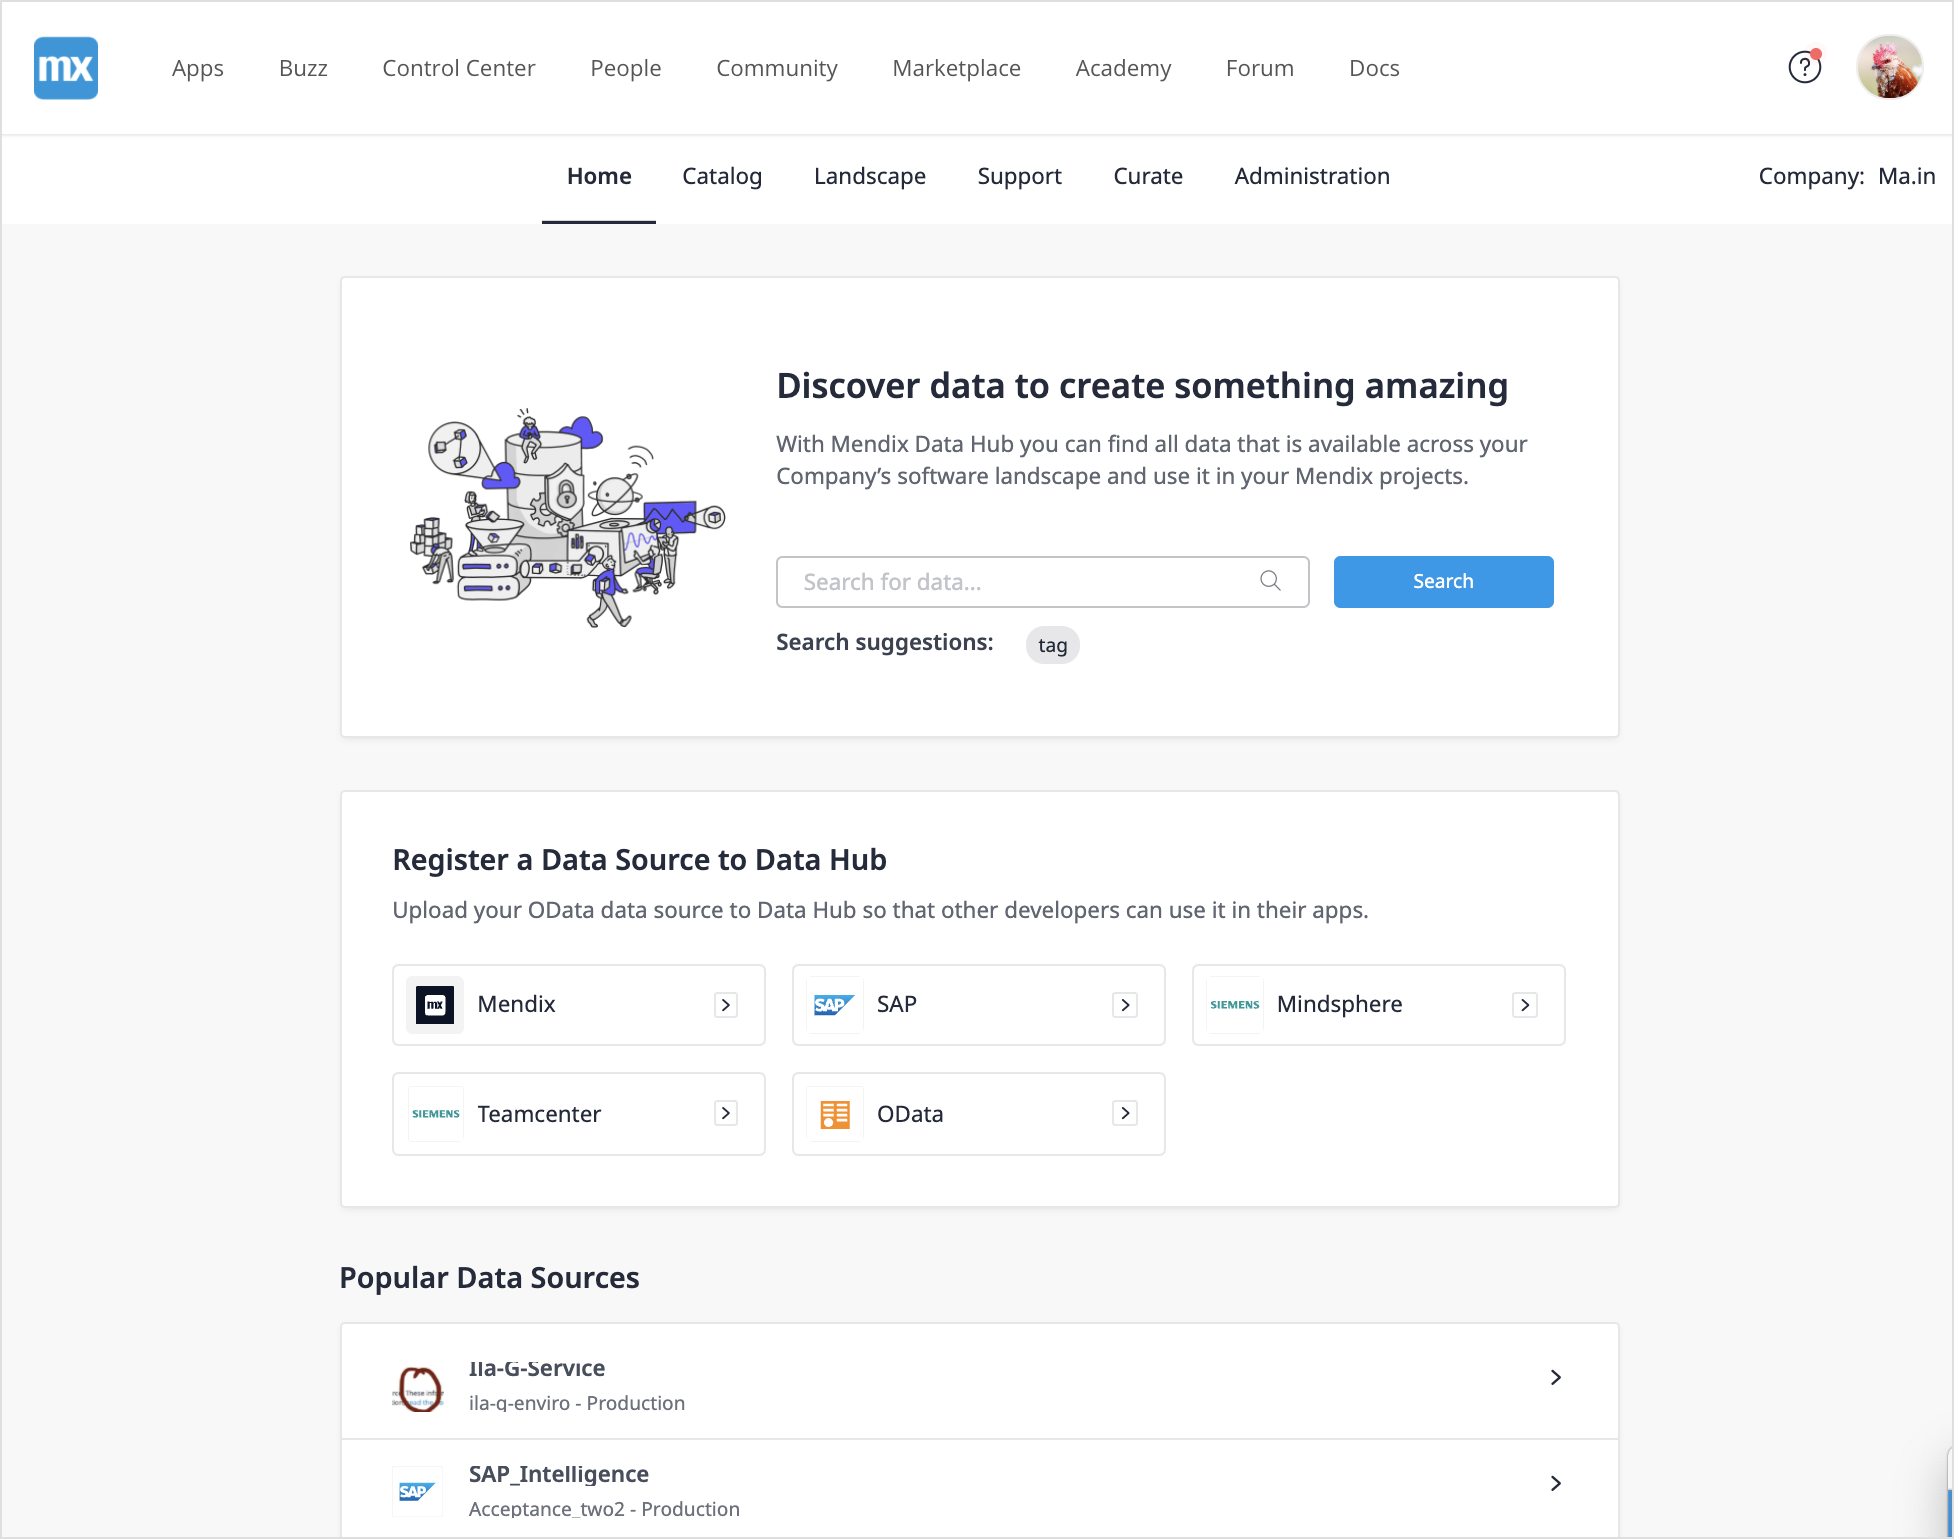 mx
Apps Buzz Control Center People Community Marketplace Academy Forum Docs
?
Home Catalog Landscape Support Curate Administration
Company: Ma.in
Discover data to create something amazing
With Mendix Data Hub you can find all data that is available across your
Company’s software landscape and use it in your Mendix projects.
Search for data...
Search
Search suggestions: tag
Register a Data Source to Data Hub
Upload your OData data source to Data Hub so that other developers can use it in their apps.
mx Mendix
SAP SAP
SIEMENS Mindsphere
SIEMENS Teamcenter
OData
Popular Data Sources
Ila-G-Service
ila-g-enviro - Production
SAP
SAP_Intelligence
Acceptance_two2 - Production